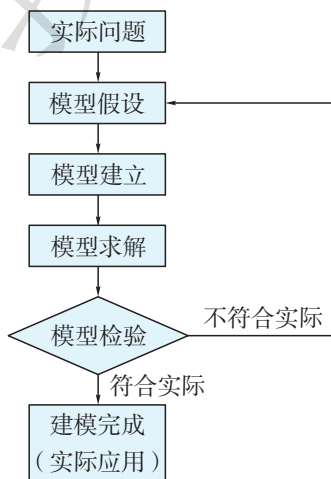 实际问题
模型假设
模型建立
模型求解
模型检验
不符合实际
符合实际
建模完成
（实际应用）